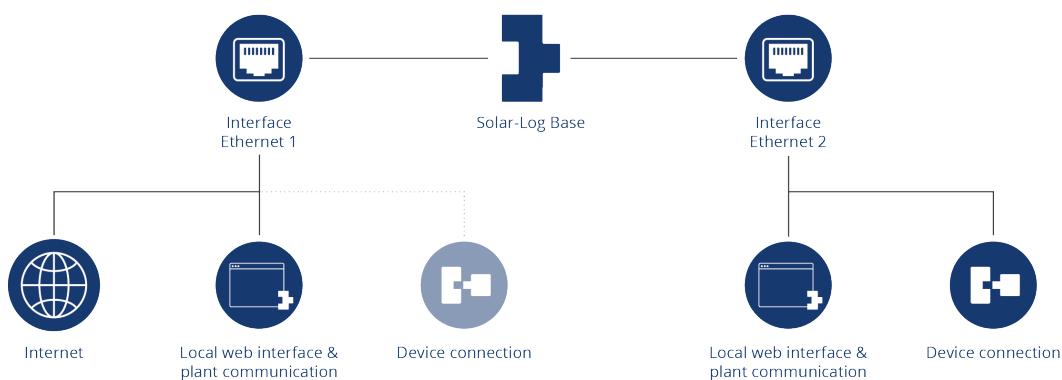 Interface
Ethernet 1
Solar-Log Base
Interface
Ethernet 2
Internet
Local web interface &
plant communication
Device connection
Local web interface &
plant communication
Device connection